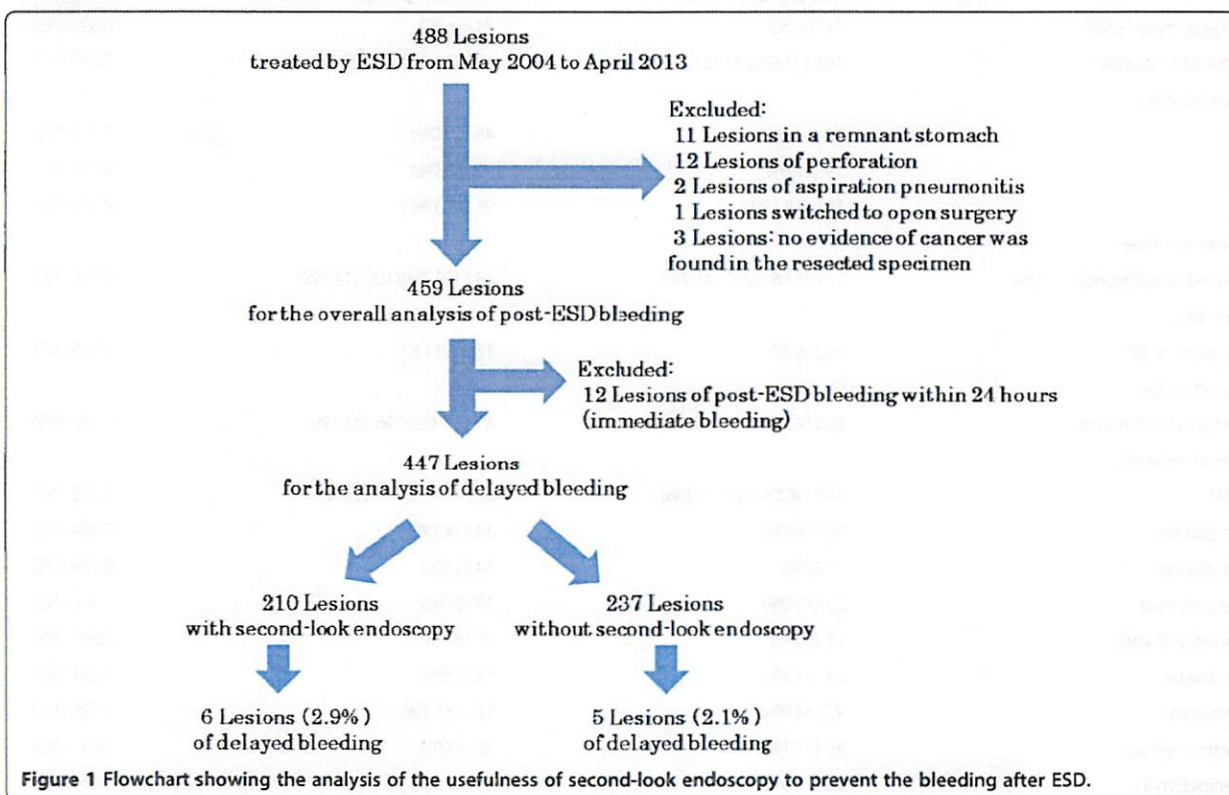 488 Lesions
treated by ESD from May 2004 to April 2013
Excluded:
11 Lesions in a remnant stomach
12 Lesions of perforation
2 Lesions of aspiration pneumonitis
1 Lesions switched to open surgery
3 Lesions: no evidence of cancer was
found in the resected specimen
459 Lesions
for the overall analysis of post-ESD bleeding
Excluded:
12 Lesions of post-ESD bleeding within 24 hours
(immediate bleeding)
447 Lesions
for the analysis of delayed bleeding
210 Lesions
with second-look endoscopy
237 Lesions
without second-look endoscopy
6 Lesions (2.9%)
of delayed bleeding
5 Lesions (2.1%)
of delayed bleeding
Figure 1 Flowchart showing the analysis of the usefulness of second-look endoscopy to prevent the bleeding after ESD.